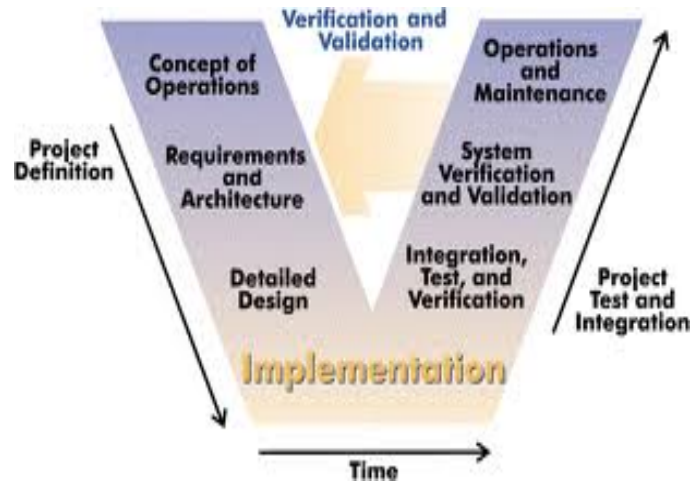 Verification and
Validation
Concept of
Operations
Operations
and
Maintenance
Project
Definition
Requirements
and
Architecture
System
Verification
and Validation
Detailed
Design
Integration,
Test, and
Verification
Project
Test and
Integration
Implementation
Time